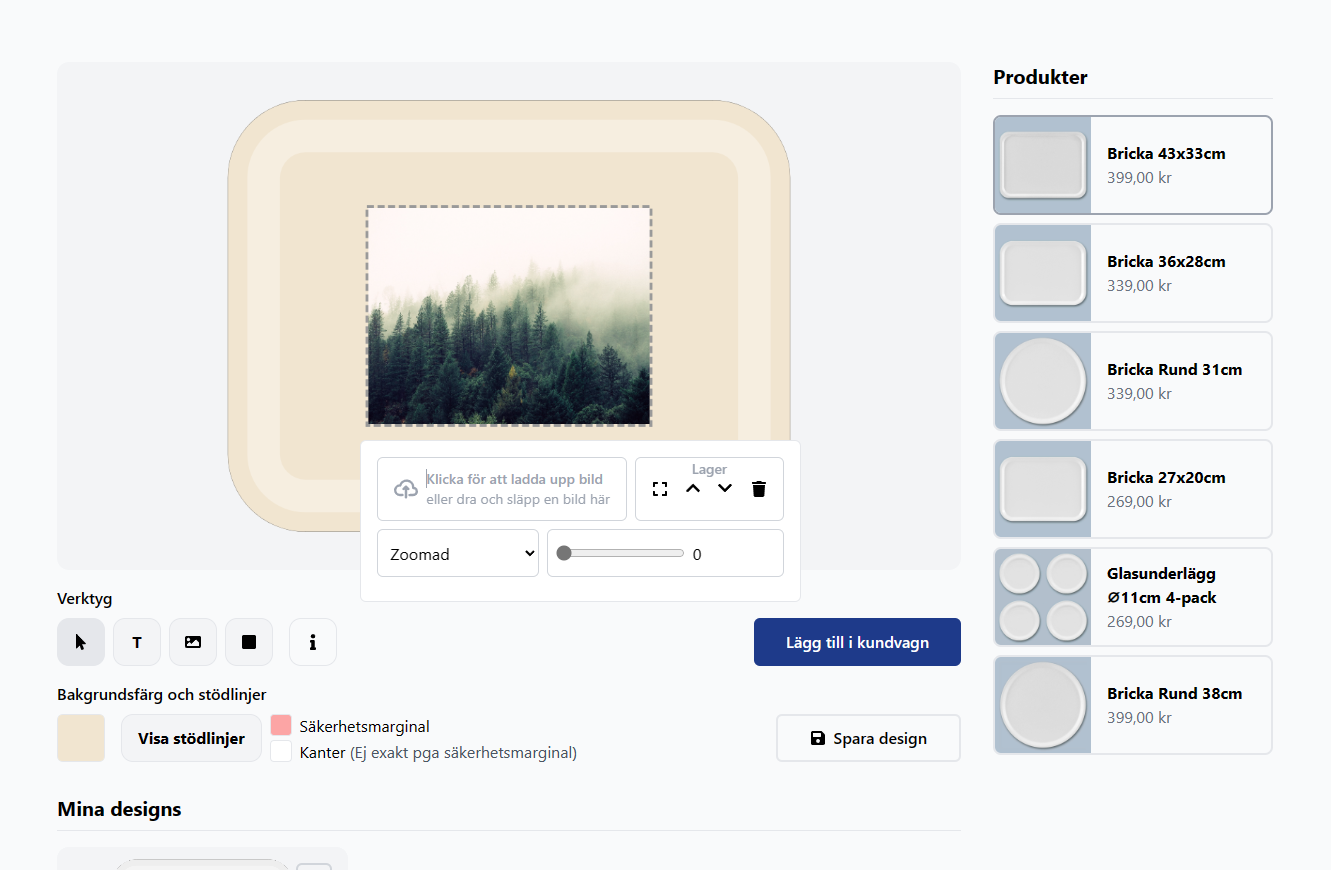 Produkter
Bricka 43x33cm
399,00 kr
Bricka 36x28cm
339,00 kr
Bricka Rund 31cm
339,00 kr
Bricka 27x20cm
269,00 kr
Glasunderlägg
Ø11cm 4-pack
269,00 kr
Bricka Rund 38cm
399,00 kr
Klicka för att ladda upp bild
eller dra och släpp en bild här
Lager
Zoomad
0
Verktyg
T
Lägg till i kundvagn
Bakgrundsfärg och stödlinjer
Visa stödlinjer
Säkerhetsmarginal
Kanter (Ej exakt pga säkerhetsmarginal)
Spara design
Mina designs